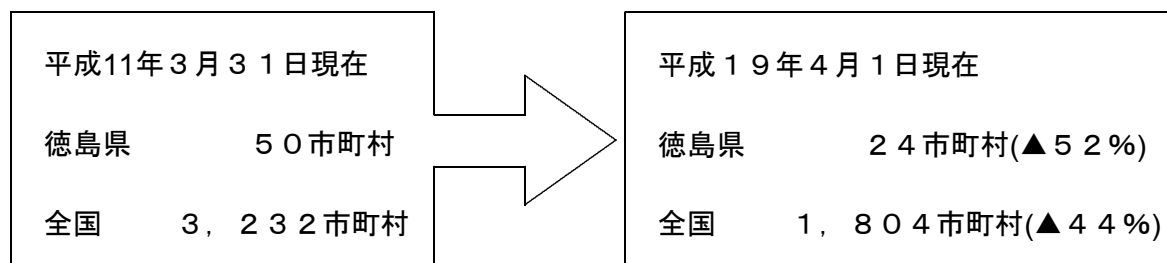 平成11年３月３１日現在
徳島県　　　５０市町村
全国　　３，２３２市町村
平成１９年４月１日現在
徳島県　　　　２４市町村(▲５２%)
全国　　１，８０４市町村(▲４４%)